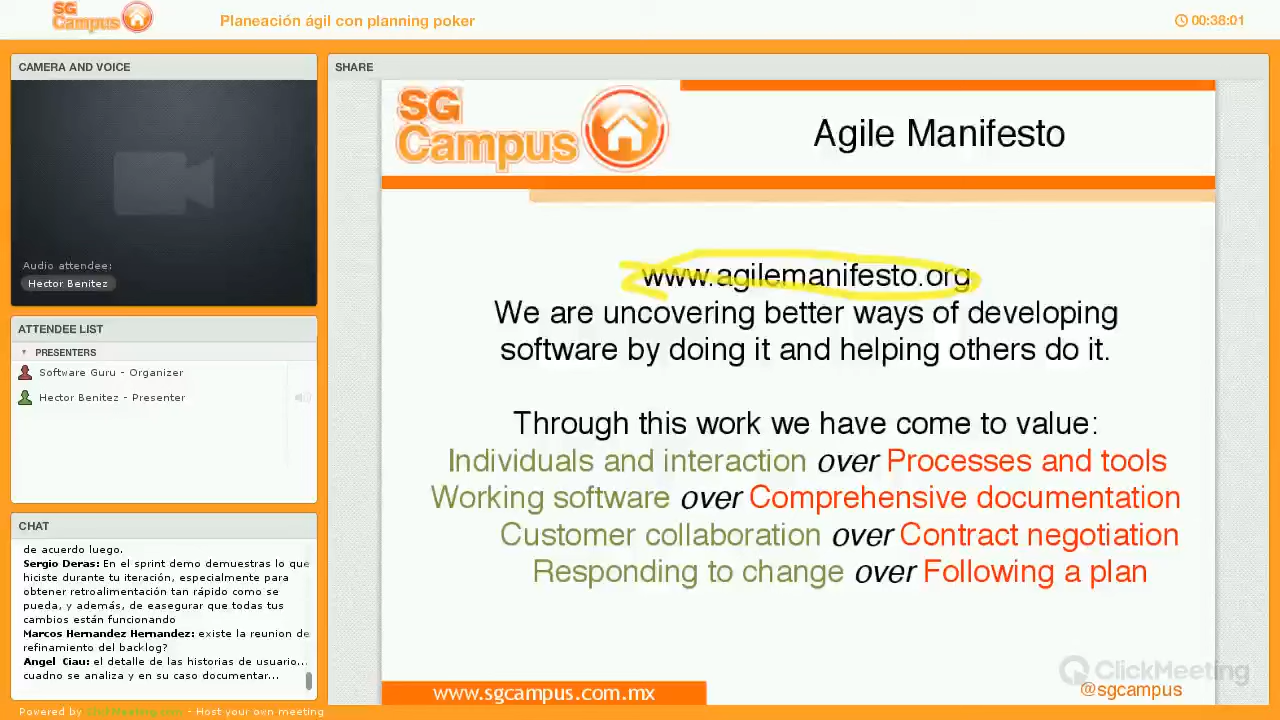 SG
Campus
Planeación ágil con planning poker
00:38:01
CAMERA AND VOICE
Audio attendee:
Hector Benitez
ATTENDEE LIST
PRESENTERS
Software Guru - Organizer
Hector Benitez - Presenter
CHAT
de acuerdo luego.
Sergio Deras: En el sprint demo demuestras lo que
hiciste durante tu iteración, especialmente para
obtener retroalimentación tan rápido como se
pueda, y además, de easegurar que todas tus
cambios están funcionando
Marcos Hernandez Hernandez: existe la reunion de
refinamiento del backlog?
Angel Ciau: el detalle de las historias de usuario...
cuadno se analiza y en su caso documentar...
Powered by ClickMeeting.com - Host your own meeting
SHARE
SG
Campus
Agile Manifesto
www.agilemanifesto.org
We are uncovering better ways of developing
software by doing it and helping others do it.
Through this work we have come to value:
Individuals and interaction over Processes and tools
Working software over Comprehensive documentation
Customer collaboration over Contract negotiation
Responding to change over Following a plan
ClickMeeting
www.sgcampus.com.mx
@sgcampus